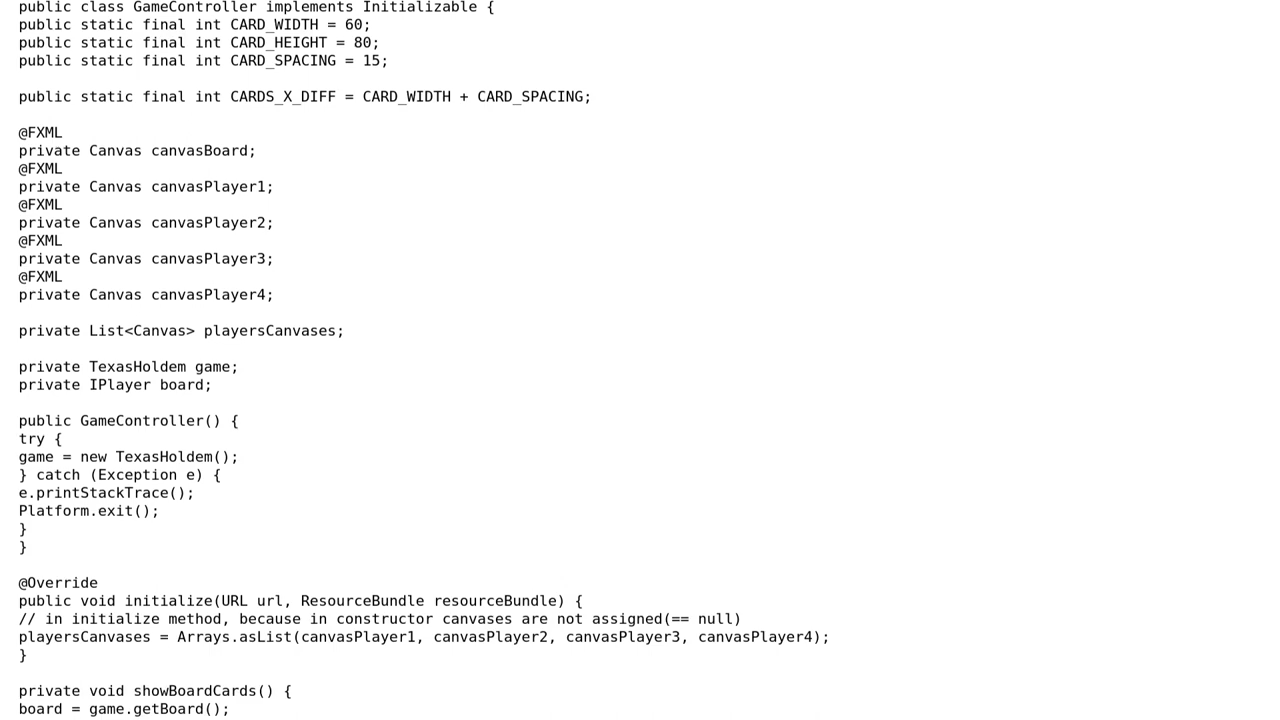 public class GameController implements Initializable {
public static final int CARD_WIDTH = 60;
public static final int CARD_HEIGHT = 80;
public static final int CARD_SPACING = 15;

public static final int CARDS_X_DIFF = CARD_WIDTH + CARD_SPACING;

@FXML
private Canvas canvasBoard;
@FXML
private Canvas canvasPlayer1;
@FXML
private Canvas canvasPlayer2;
@FXML
private Canvas canvasPlayer3;
@FXML
private Canvas canvasPlayer4;

private List<Canvas> playersCanvases;

private TexasHoldem game;
private IPlayer board;

public GameController() {
try {
game = new TexasHoldem();
} catch (Exception e) {
e.printStackTrace();
Platform.exit();
}
}

@Override
public void initialize(URL url, ResourceBundle resourceBundle) {
// in initialize method, because in constructor canvases are not assigned(== null)
playersCanvases = Arrays.asList(canvasPlayer1, canvasPlayer2, canvasPlayer3, canvasPlayer4);
}

private void showBoardCards() {
board = game.getBoard();